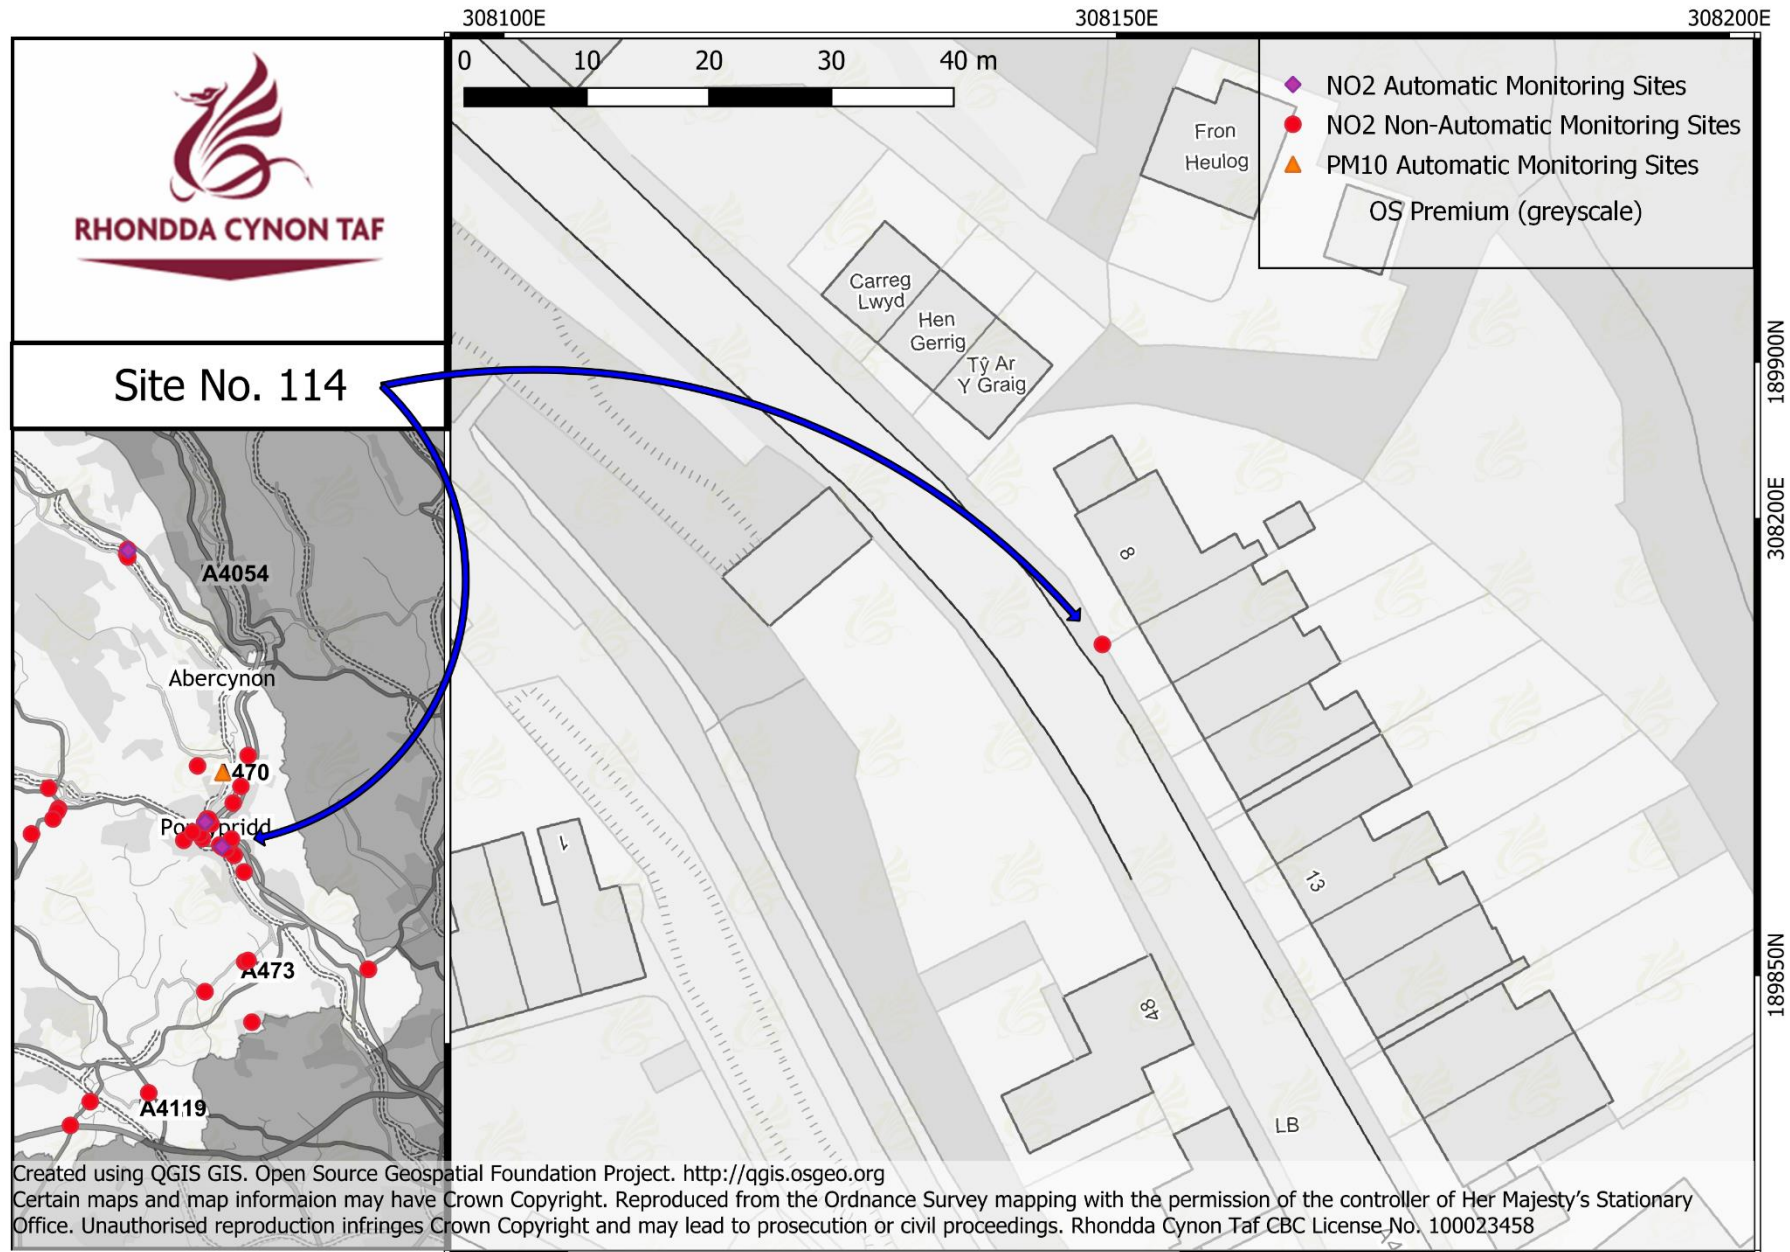 308100E
308150E
308200E
0 10 20 30 40 m
NO2 Automatic Monitoring Sites
NO2 Non-Automatic Monitoring Sites
PM10 Automatic Monitoring Sites
OS Premium (greyscale)
RHONDDA CYNON TAF
Site No. 114
Fron
Heulog
Carreg
Lwyd
Hen
Gerrig
Tŷ Ar
Y Graig
189900N
308200E
8
A4054
Abercynon
A470
Pontypridd
1
13
A473
189850N
48
A4119
LB
Created using QGIS GIS. Open Source Geospatial Foundation Project. http://qgis.osgeo.org
Certain maps and map informaion may have Crown Copyright. Reproduced from the Ordnance Survey mapping with the permission of the controller of Her Majesty's Stationary
Office. Unauthorised reproduction infringes Crown Copyright and may lead to prosecution or civil proceedings. Rhondda Cynon Taf CBC License No. 100023458